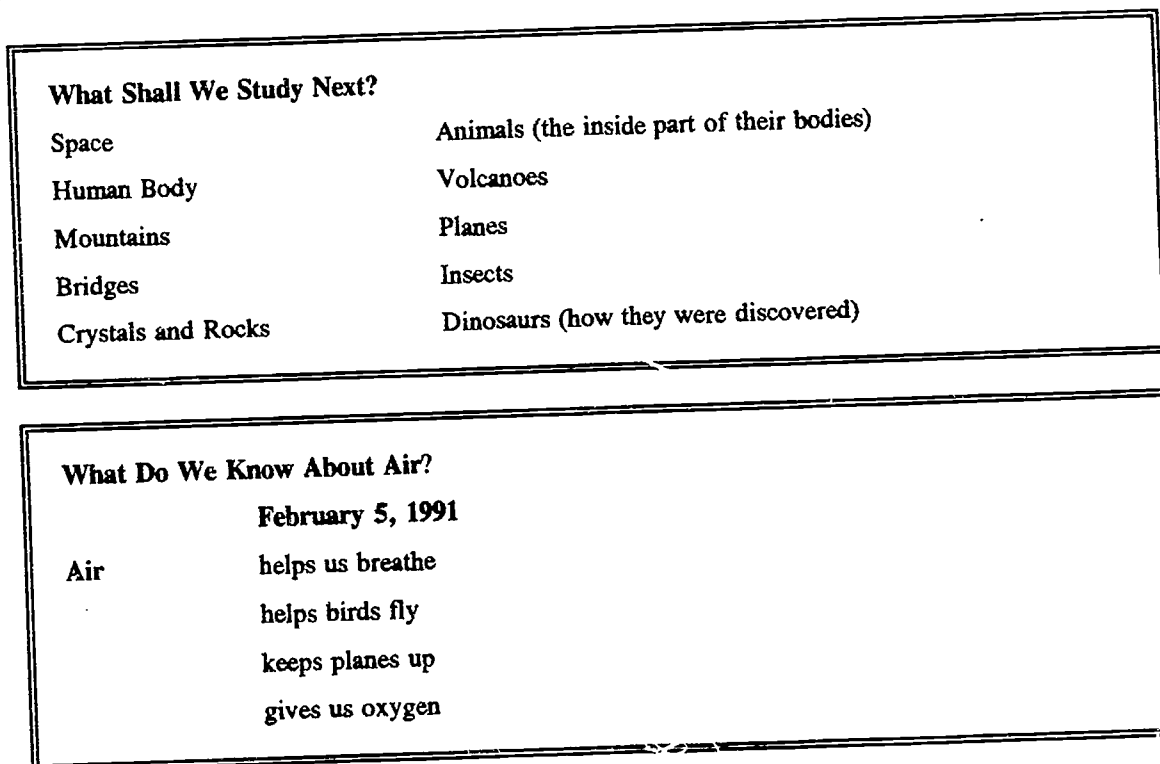 What Shall We Study Next?
Space Animals (the inside part of their bodies)
Human Body Volcanoes
Mountains Planes
Bridges Insects
Crystals and Rocks Dinosaurs (how they were discovered)
What Do We Know About Air?
February 5, 1991
Air helps us breathe
helps birds fly
keeps planes up
gives us oxygen